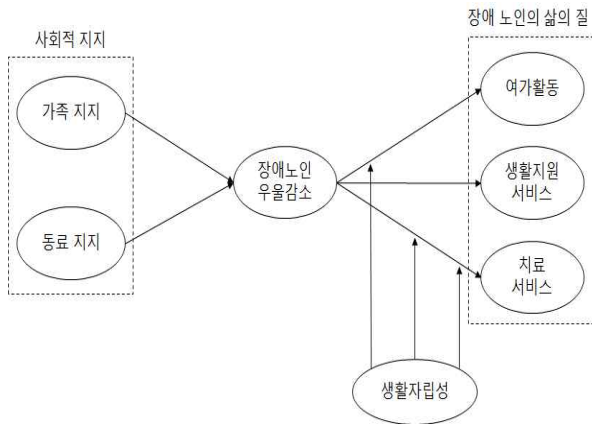 사회적 지지
가족 지지
동료 지지
장애노인
우울감소
장애 노인의 삶의 질
여가활동
생활지원
서비스
치료
서비스
생활자립성